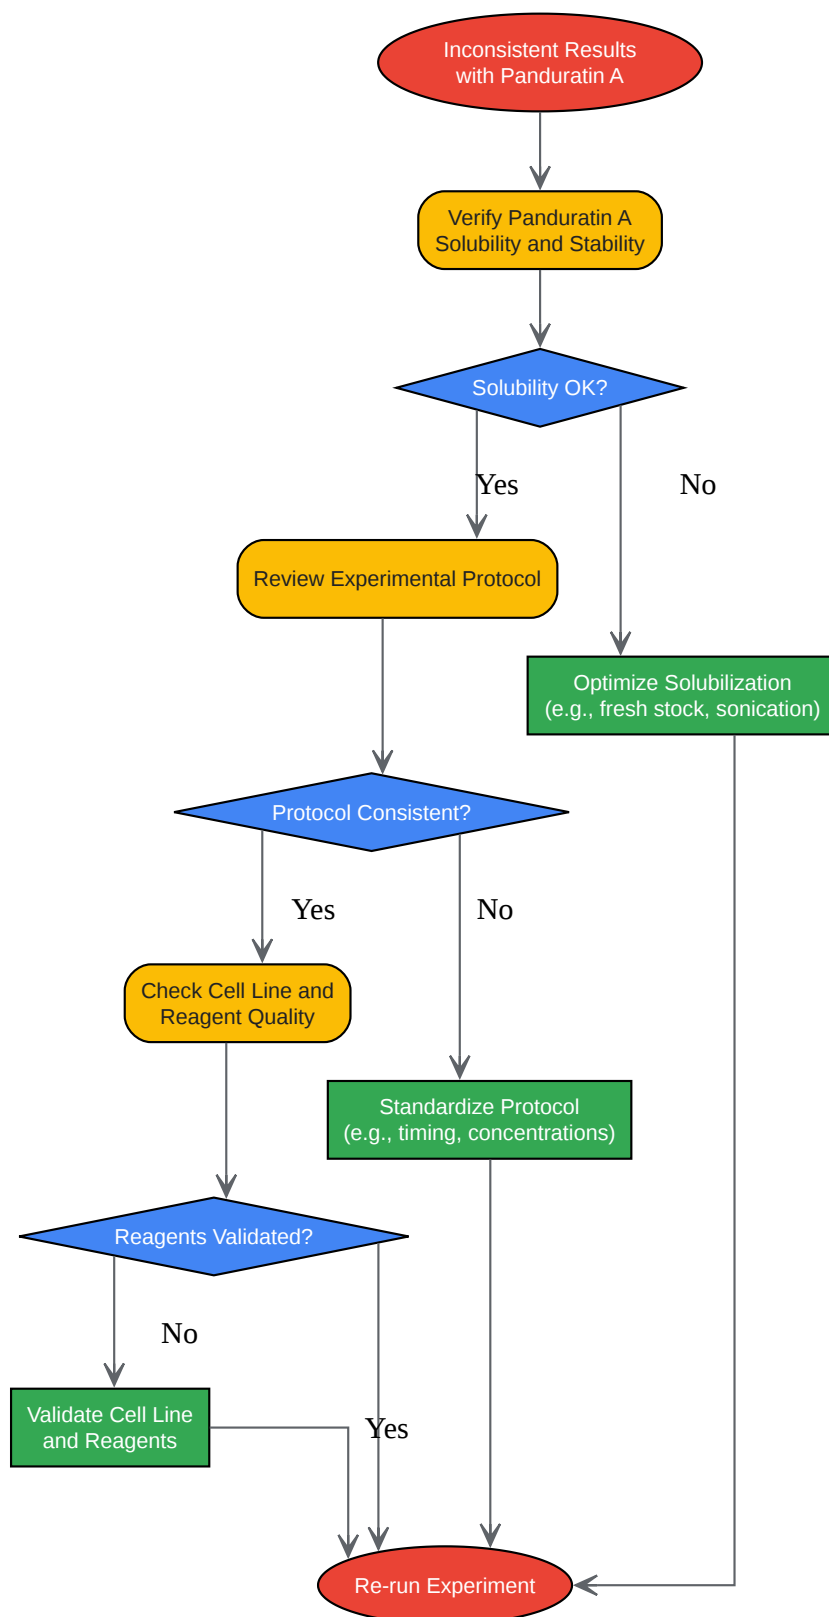 Inconsistent Results
with Panduratin A
Verify Panduratin A
Solubility and Stability
Solubility OK?
Yes
No
Review Experimental Protocol
Optimize Solubilization
(e.g., fresh stock, sonication)
Protocol Consistent?
Yes
No
Check Cell Line and
Reagent Quality
Standardize Protocol
(e.g., timing, concentrations)
Reagents Validated?
No
Validate Cell Line
and Reagents
Yes
Re-run Experiment